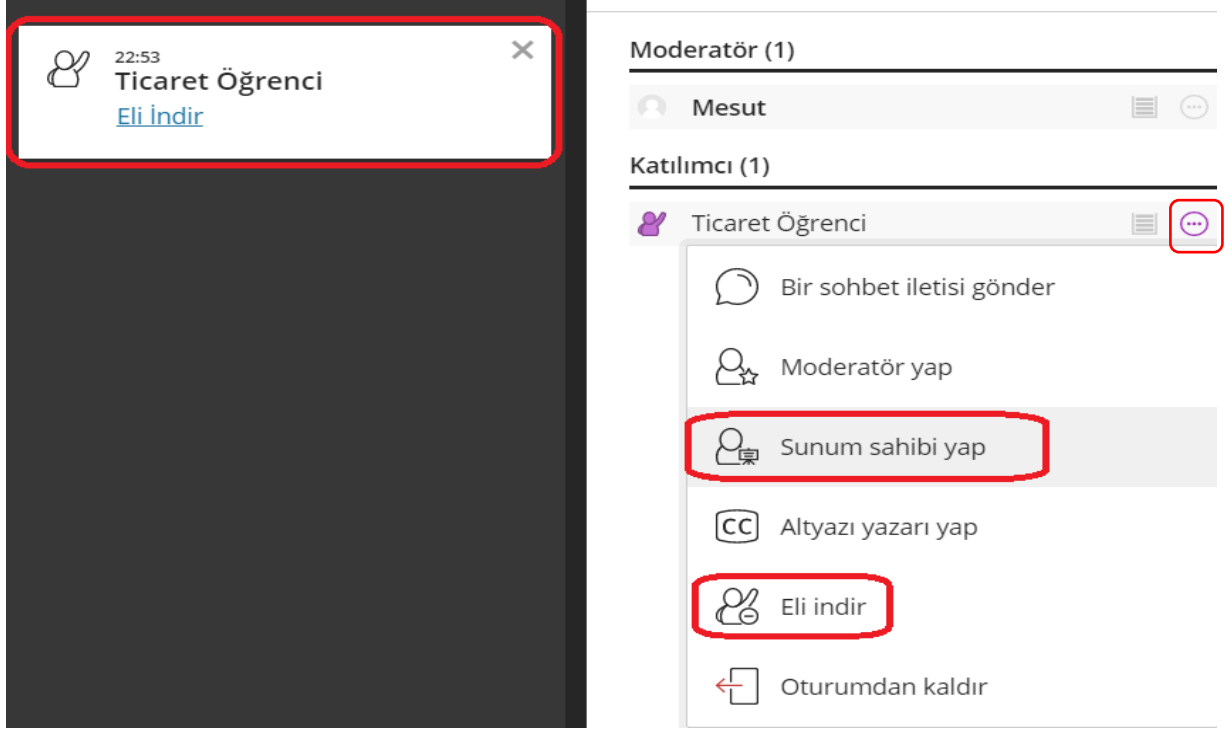 22:53
Ticaret Öğrenci
Eli İndir
Moderatör (1)
Mesut
Katılımcı (1)
Ticaret Öğrenci
Bir sohbet iletisi gönder
Moderatör yap
Sunum sahibi yap
CC Altyazı yazarı yap
Eli indir
Oturumdan kaldır